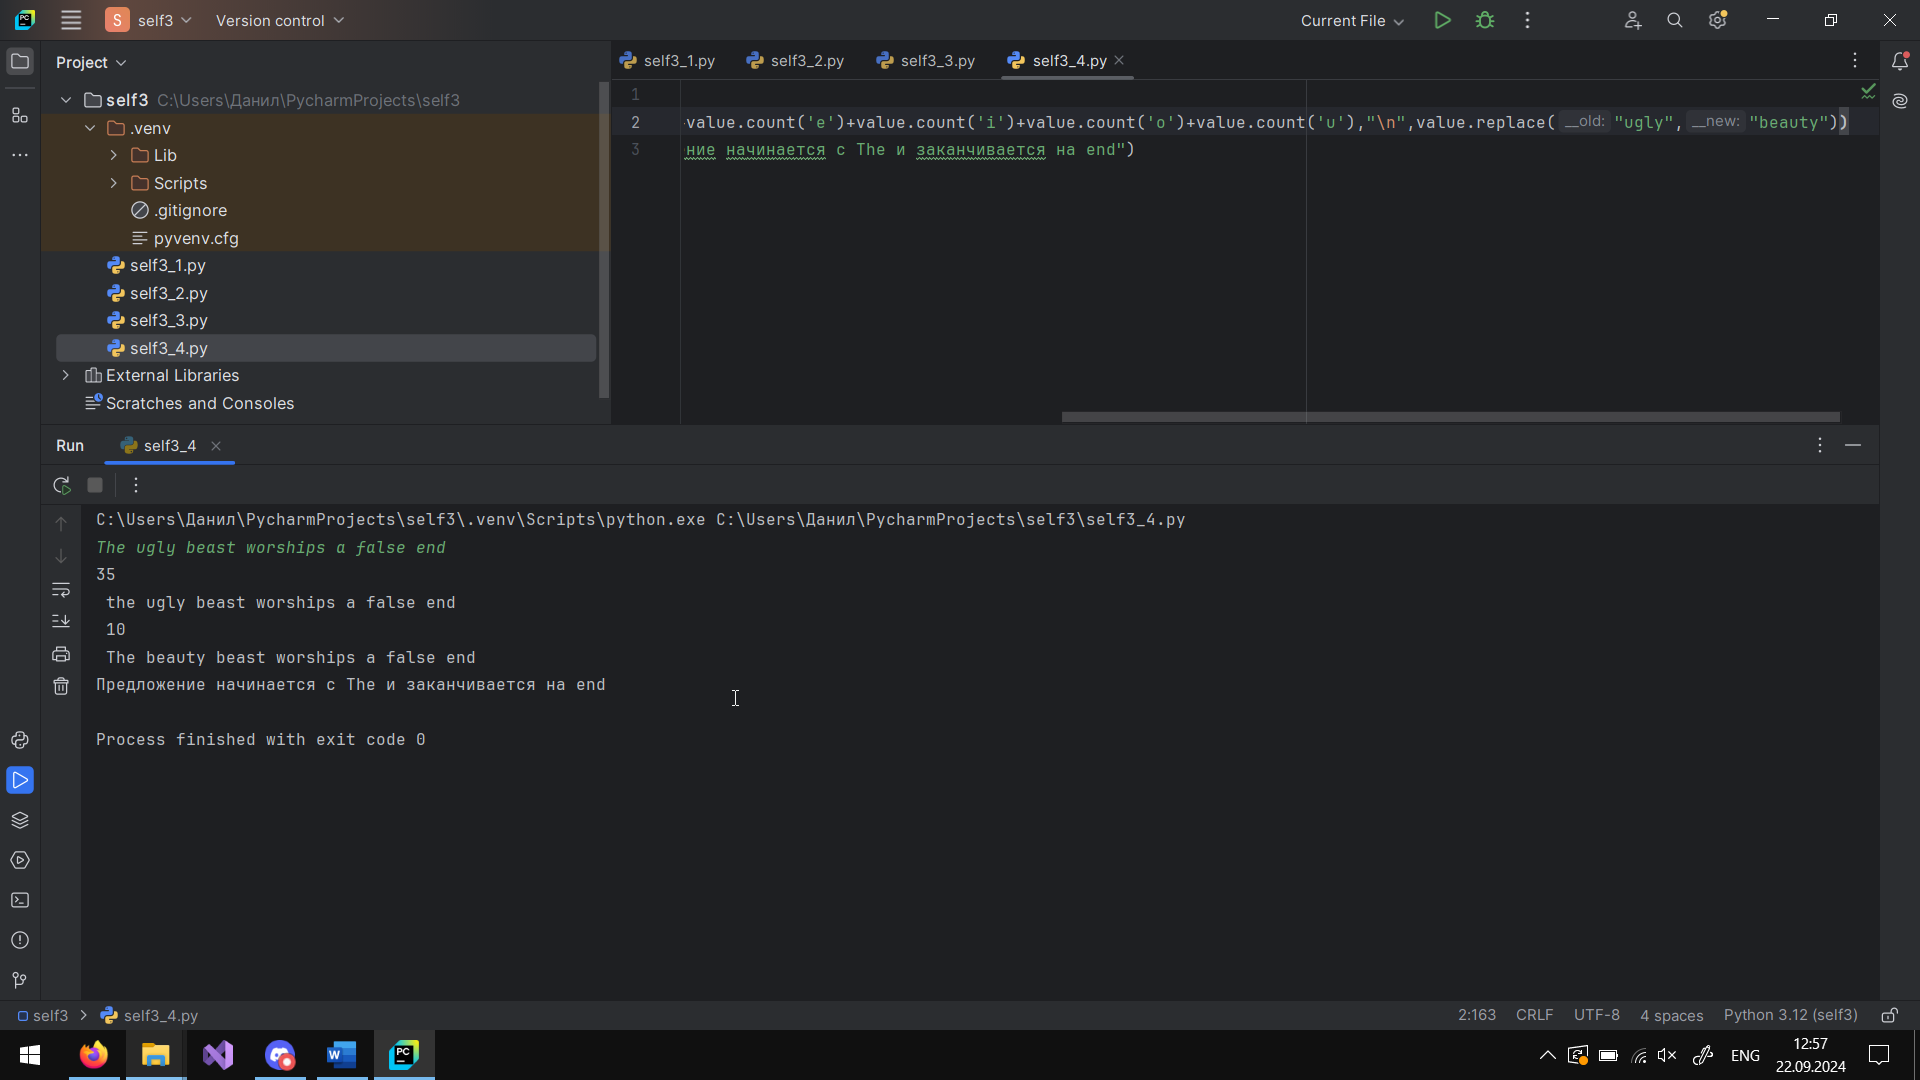 PC
S self3 Version control Current File
Project
self3 C:\Users\Данил\PycharmProjects\self3
.venv
Lib
Scripts
.gitignore
pyvenv.cfg
self3_1.py
self3_2.py
self3_3.py
self3_4.py
External Libraries
Scratches and Consoles
self3_1.py self3_2.py self3_3.py self3_4.py
1
2 value.count('e')+value.count('i')+value.count('o')+value.count('u'),"\n",value.replace( __old: "ugly", __new: "beauty"))
3 ние начинается с The и заканчивается на end")
Run self3_4
C:\Users\Данил\PycharmProjects\self3\.venv\Scripts\python.exe C:\Users\Данил\PycharmProjects\self3\self3_4.py
The ugly beast worships a false end
35
the ugly beast worships a false end
10
The beauty beast worships a false end
Предложение начинается с The и заканчивается на end
Process finished with exit code 0
self3 > self3_4.py 2:163 CRLF UTF-8 4 spaces Python 3.12 (self3)
W PC ENG 12:57
22.09.2024